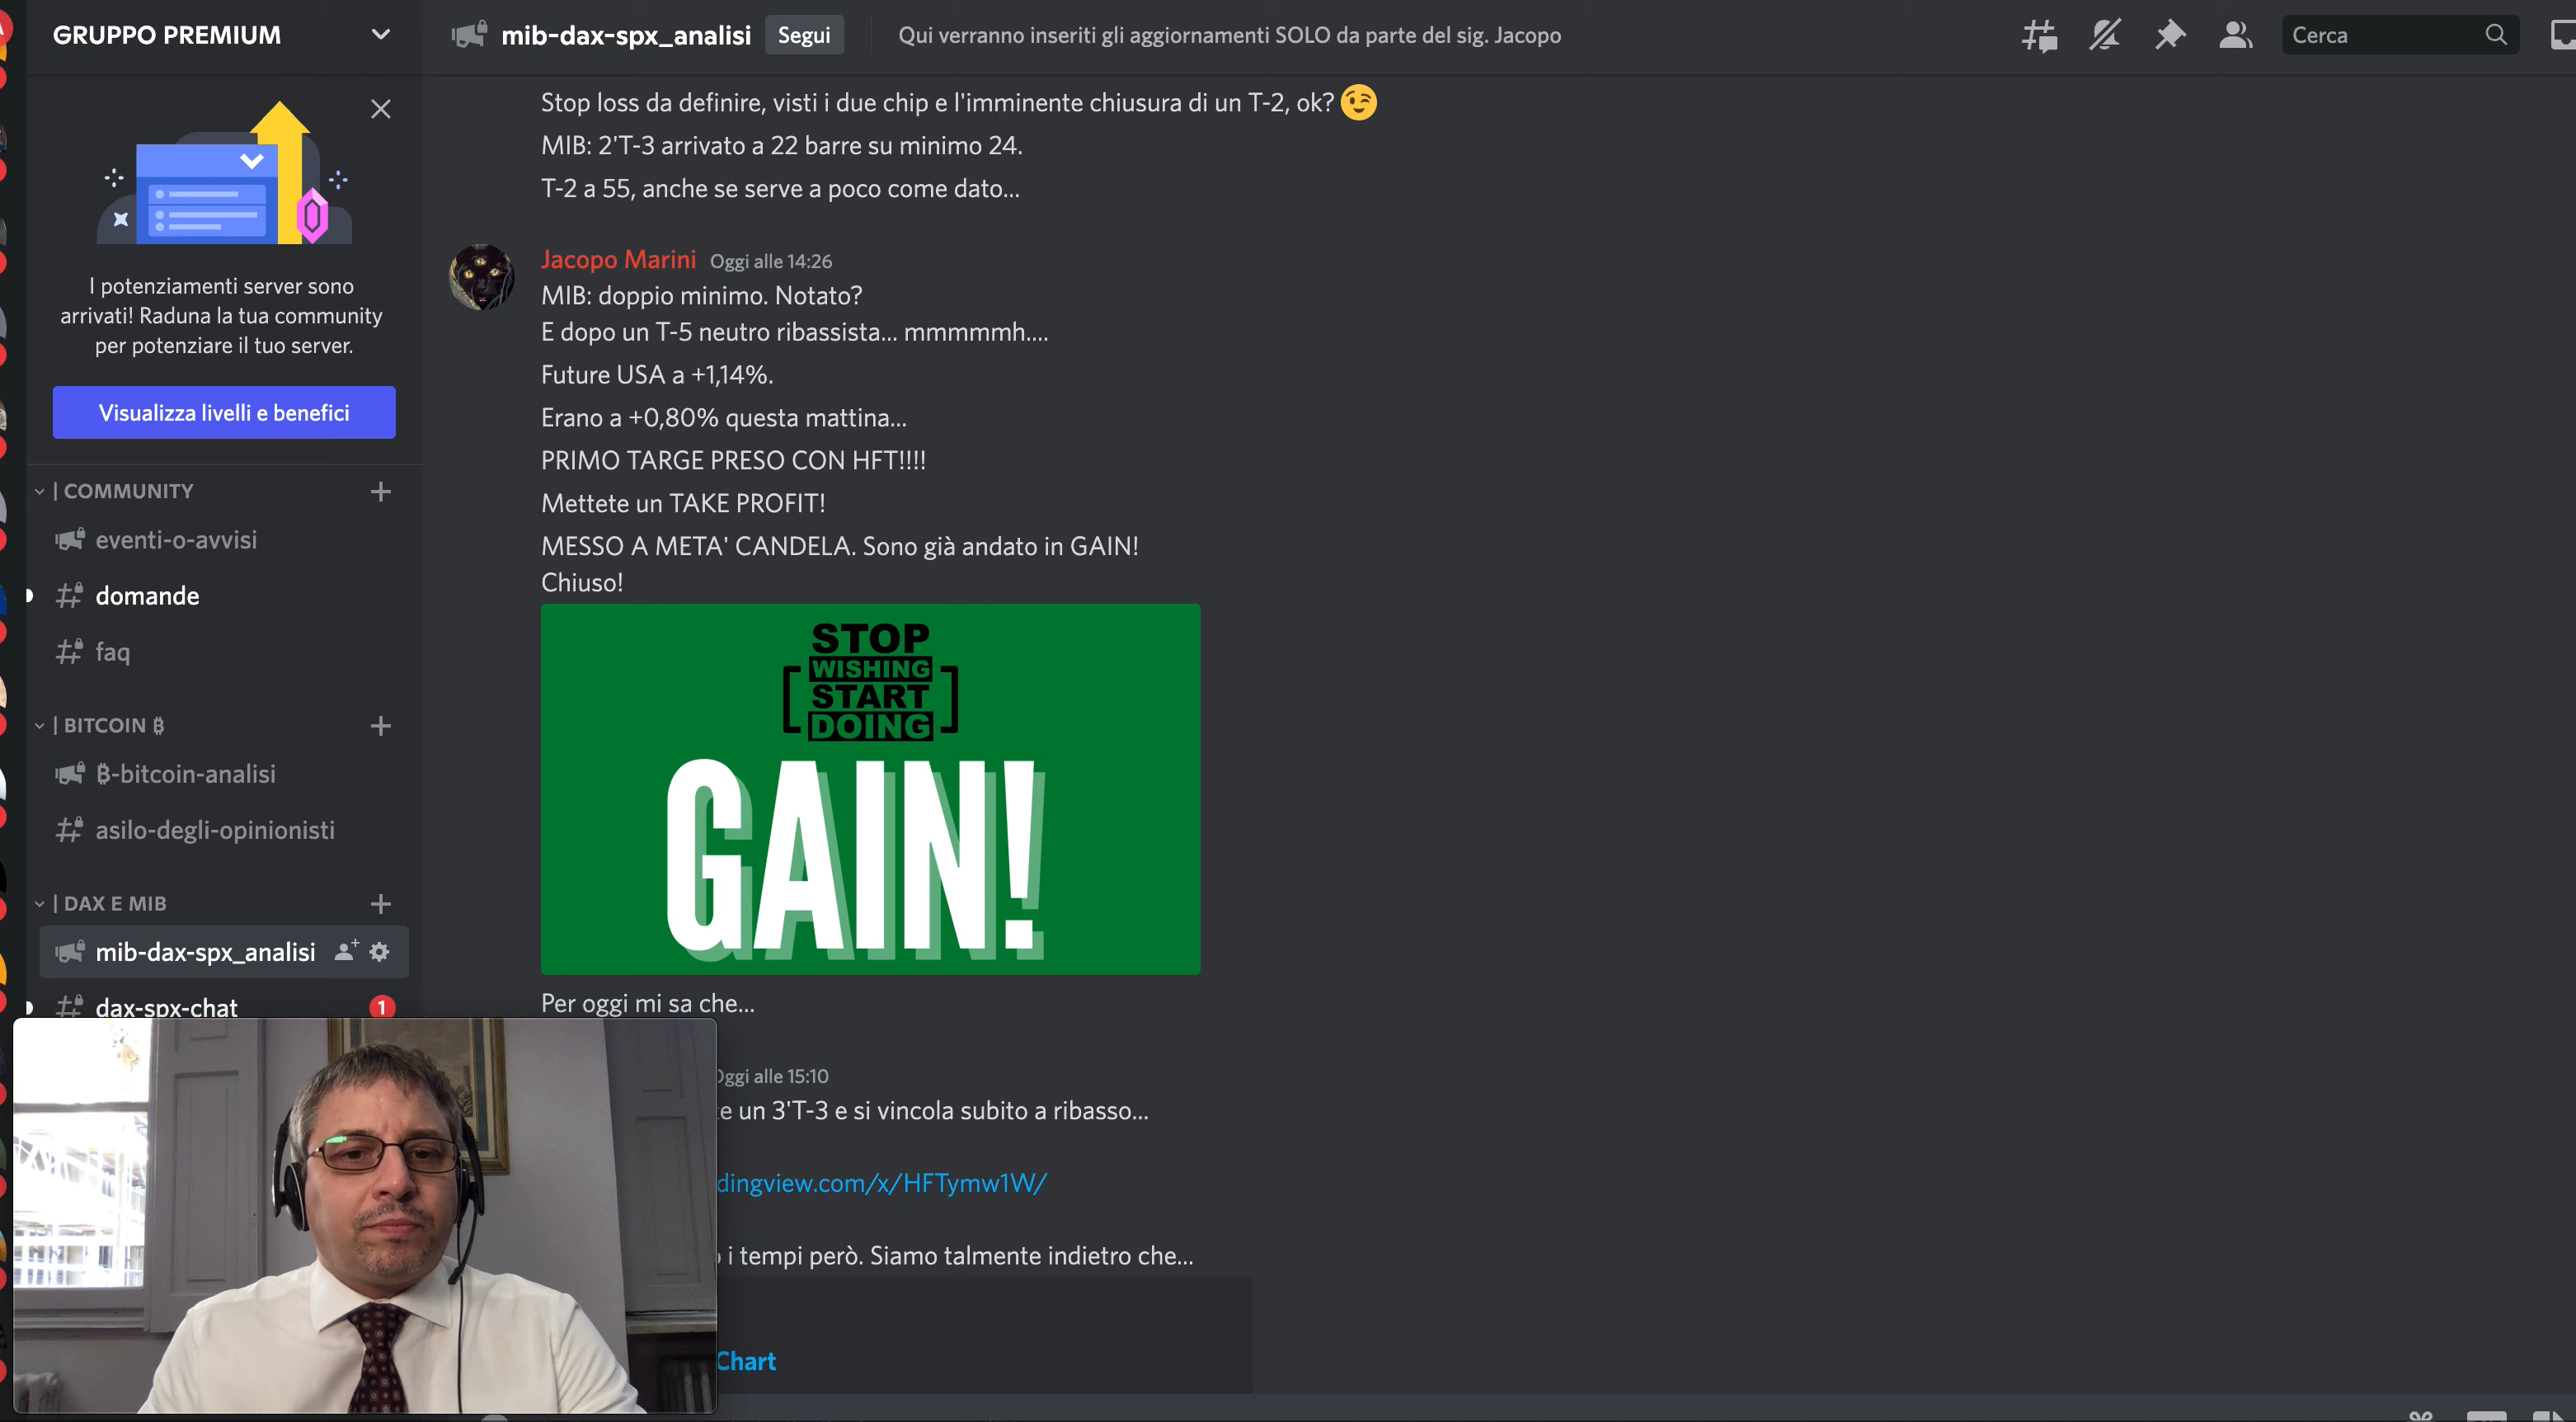 GRUPPO PREMIUM
mib-dax-spx_analisi
Segui
Qui verranno inseriti gli aggiornamenti SOLO da parte del sig. Jacopo
Cerca
I potenziamenti server sono
arrivati! Raduna la tua community
per potenziare il tuo server.
Visualizza livelli e benefici
| COMMUNITY
eventi-o-avvisi
domande
faq
| BITCOIN ₿
₿-bitcoin-analisi
asilo-degli-opinionisti
| DAX E MIB
mib-dax-spx_analisi
dax-spx-chat
1
Stop loss da definire, visti i due chip e l'imminente chiusura di un T-2, ok? 😉
MIB: 2'T-3 arrivato a 22 barre su minimo 24.
T-2 a 55, anche se serve a poco come dato...
Jacopo Marini Oggi alle 14:26
MIB: doppio minimo. Notato?
E dopo un T-5 neutro ribassista... mmmmmh....
Future USA a +1,14%.
Erano a +0,80% questa mattina...
PRIMO TARGE PRESO CON HFT!!!!
Mettete un TAKE PROFIT!
MESSO A META' CANDELA. Sono già andato in GAIN!
Chiuso!
STOP
WISHING
START
DOING
GAIN!
Per oggi mi sa che...
Oggi alle 15:10
un 3'T-3 e si vincola subito a ribasso...
dingview.com/x/HFTymw1W/
i tempi però. Siamo talmente indietro che...
Chart